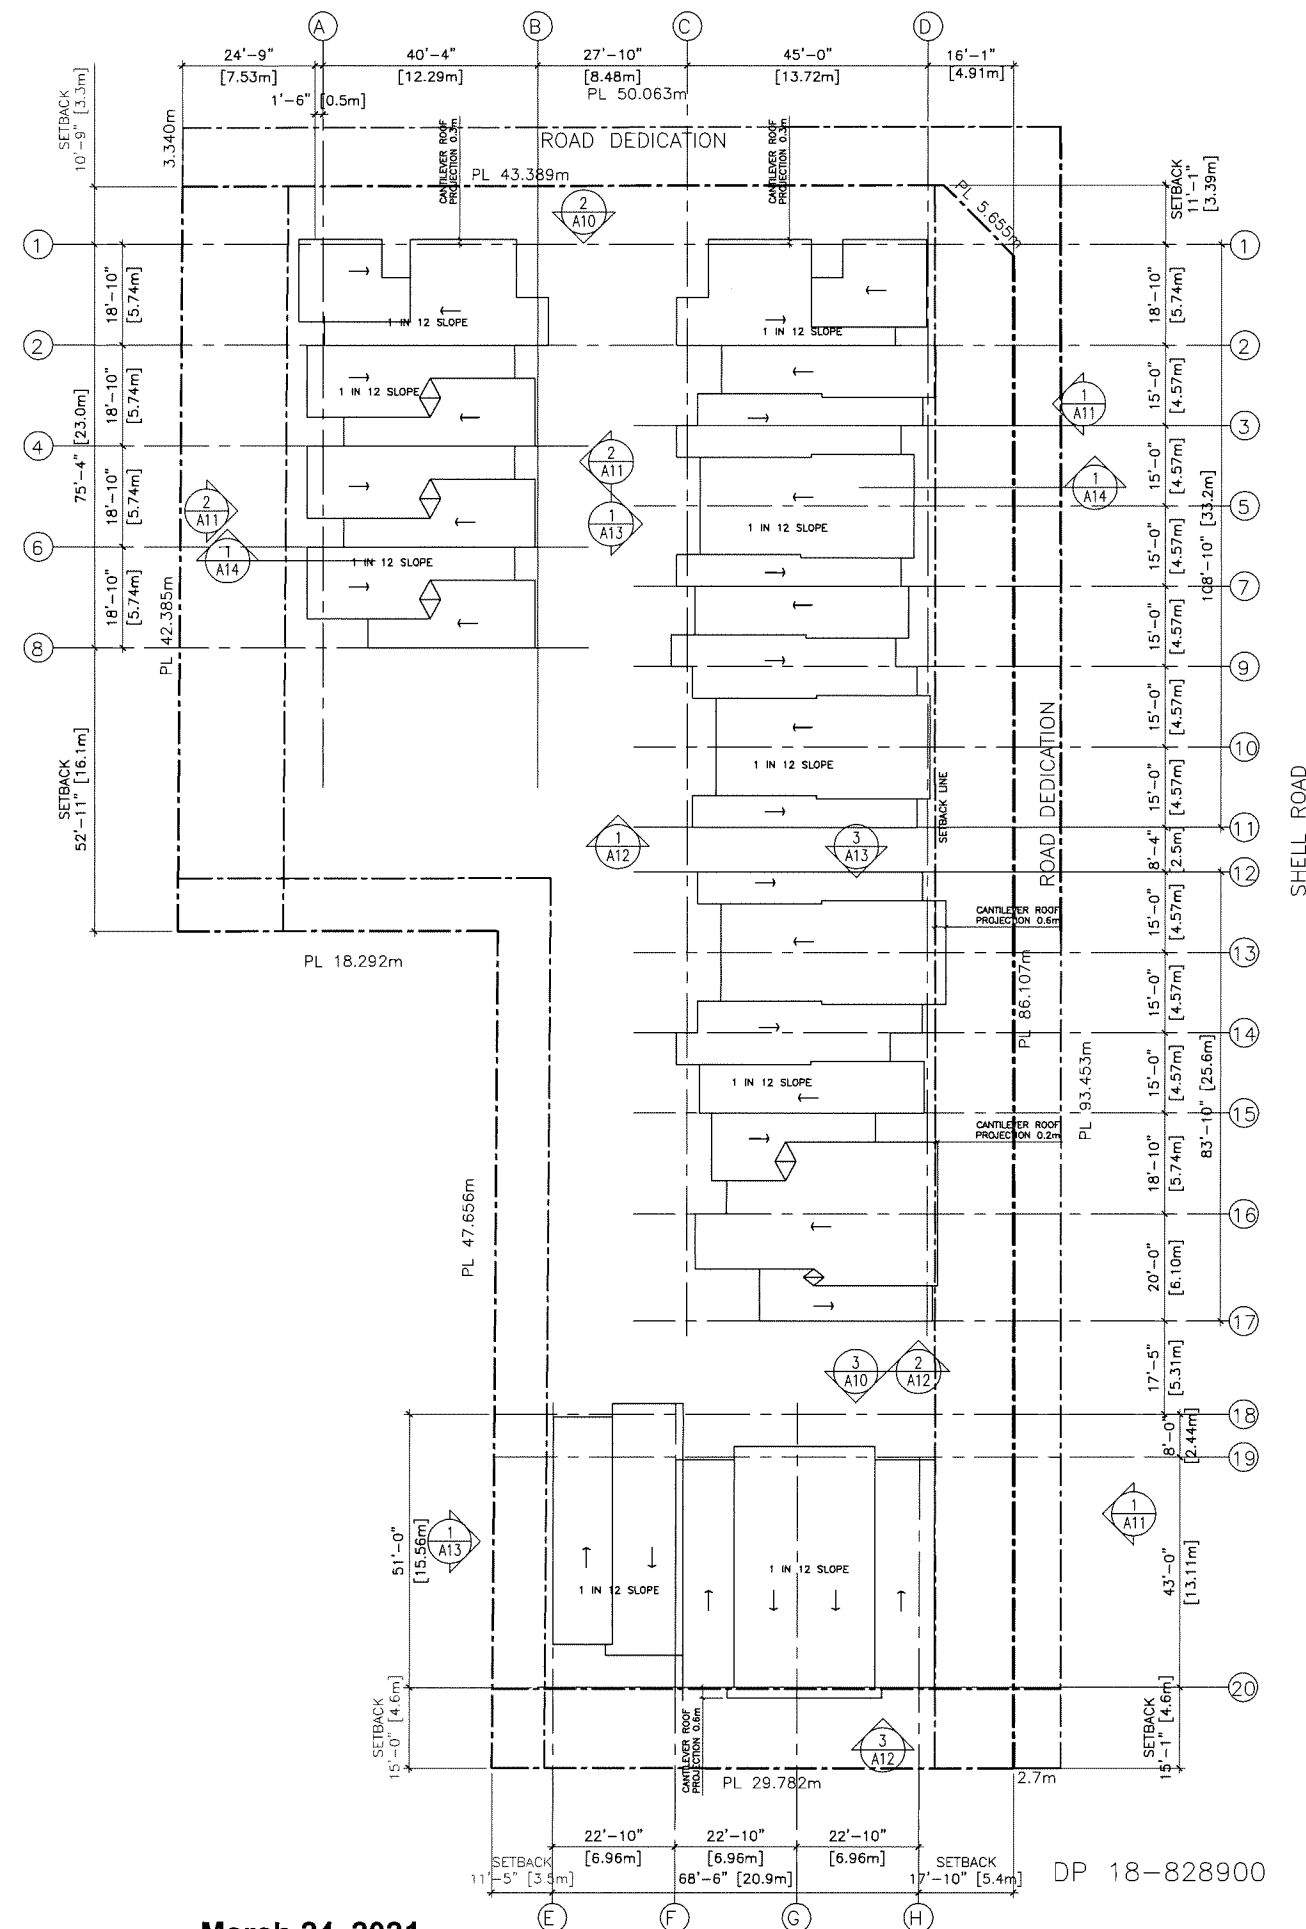 A
B
C
D
24'-9"
[7.53m]
40'-4"
[12.29m]
27'-10"
[8.48m]
45'-0"
[13.72m]
16'-1"
[4.91m]
1'-6" [0.5m]
PL 50.063m
SETBACK
10'-9" [3.3m]
3.340m
CANTILEVER ROOF
PROJECTION 0.3m
ROAD DEDICATION
CANTILEVER ROOF
PROJECTION 0.3m
PL 43.389m
PL 5.655m
SETBACK
11'-1"
[3.39m]
2
A10
1
1
18'-10"
[5.74m]
18'-10"
[5.74m]
1 IN 12 SLOPE
1 IN 12 SLOPE
2
2
18'-10"
[5.74m]
1 IN 12 SLOPE
15'-0"
[4.57m]
1
A11
3
4
75'-4" [23.0m]
2
A11
15'-0"
[4.57m]
1
A14
18'-10"
[5.74m]
2
A11
1
A13
1 IN 12 SLOPE
5
108'-10" [33.2m]
6
1
A14
1 IN 12 SLOPE
15'-0"
[4.57m]
7
18'-10"
[5.74m]
PL 42.385m
15'-0"
[4.57m]
8
9
15'-0"
[4.57m]
SETBACK
52'-11" [16.1m]
ROAD DEDICATION
10
1 IN 12 SLOPE
SETBACK LINE
15'-0"
[4.57m]
SHELL ROAD
11
1
A12
3
A13
8'-4"
[2.5m]
12
CANTILEVER ROOF
PROJECTION 0.6m
15'-0"
[4.57m]
PL 18.292m
13
PL 86.107m
15'-0"
[4.57m]
14
PL 93.453m
15'-0"
[4.57m]
83'-10" [25.6m]
1 IN 12 SLOPE
15
CANTILEVER ROOF
PROJECTION 0.2m
18'-10"
[5.74m]
PL 47.656m
16
20'-0"
[6.10m]
17
3
A10
2
A12
17'-5"
[5.31m]
18
8'-0"
[2.44m]
19
51'-0"
[15.56m]
1
A13
1
A11
1 IN 12 SLOPE
1 IN 12 SLOPE
43'-0"
[13.11m]
20
SETBACK
15'-0" [4.6m]
CANTILEVER ROOF
PROJECTION 0.6m
3
A12
SETBACK
15'-1" [4.6m]
PL 29.782m
2.7m
22'-10"
[6.96m]
22'-10"
[6.96m]
22'-10"
[6.96m]
SETBACK
11'-5" [3.5m]
68'-6" [20.9m]
SETBACK
17'-10" [5.4m]
DP 18-828900
E
F
G
H
March 24, 2021